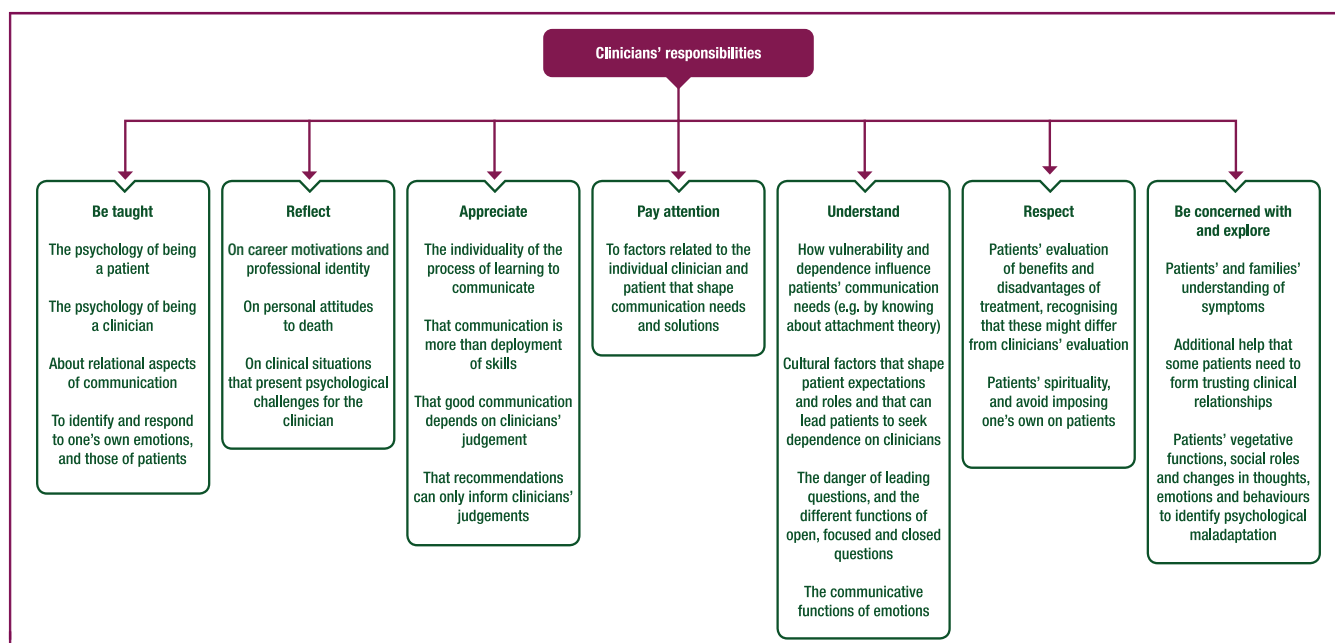 Clinicians’ responsibilities
Be taught
The psychology of being
a patient
The psychology of being
a clinician
About relational aspects
of communication
To identify and respond
to one’s own emotions,
and those of patients
Reflect
On career motivations and
professional identity
On personal attitudes
to death
On clinical situations
that present psychological
challenges for the
clinician
Appreciate
The individuality of the
process of learning to
communicate
That communication is
more than deployment
of skills
That good communication
depends on clinicians’
judgement
That recommendations
can only inform clinicians’
judgements
Pay attention
To factors related to the
individual clinician and
patient that shape
communication needs
and solutions
Understand
How vulnerability and
dependence influence
patients’ communication
needs (e.g. by knowing
about attachment theory)
Cultural factors that shape
patient expectations
and roles and that can
lead patients to seek
dependence on clinicians
The danger of leading
questions, and the
different functions of
open, focused and closed
questions
The communicative
functions of emotions
Respect
Patients’ evaluation
of benefits and
disadvantages of
treatment, recognising
that these might differ
from clinicians’ evaluation
Patients’ spirituality,
and avoid imposing
one’s own on patients
Be concerned with
and explore
Patients’ and families’
understanding of
symptoms
Additional help that
some patients need to
form trusting clinical
relationships
Patients’ vegetative
functions, social roles
and changes in thoughts,
emotions and behaviours
to identify psychological
maladaptation